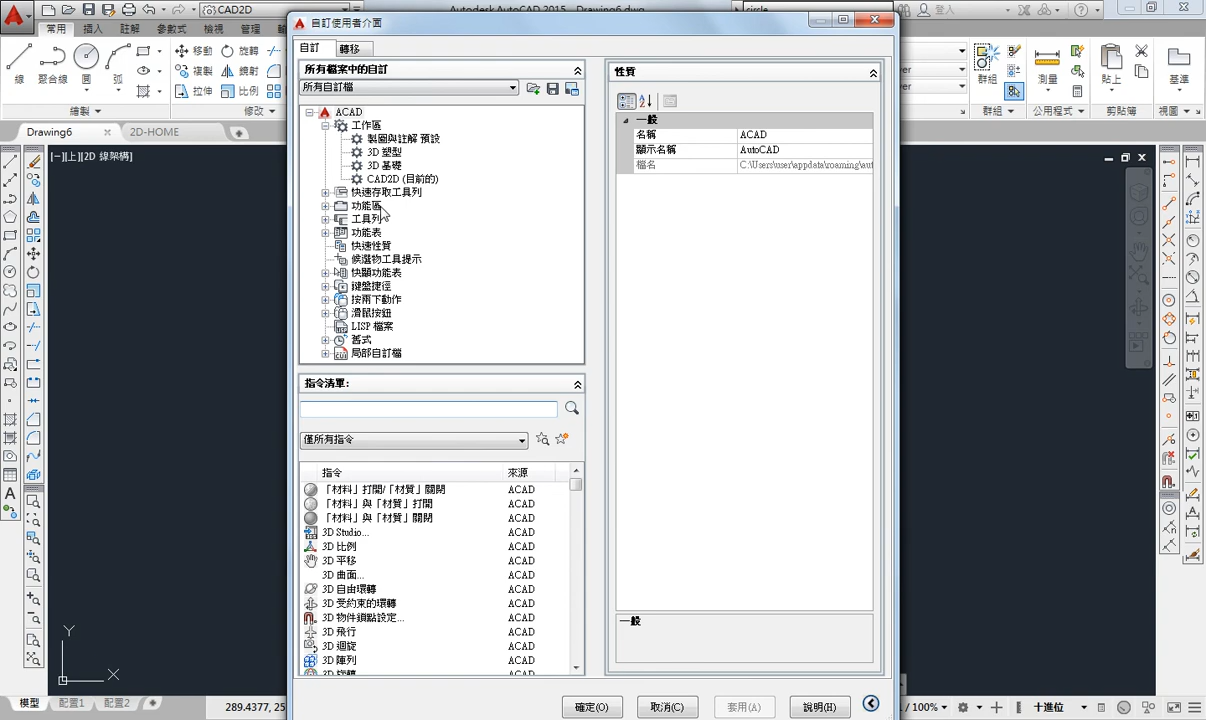 CAD2D
Autodesk AutoCAD 2015   Drawing6.dwg
circle
登入
常用 插入 註解 參數式 檢視 管理
線
聚合線
圓
弧
移動
旋轉
複製
鏡射
拉伸
比例
繪製
修改
群組
測量
貼上
基準
群組
公用程式
剪貼簿
視圖
Drawing6
2D-HOME
[−][上][2D 線架構]
自訂使用者介面
自訂 轉移
所有檔案中的自訂
所有自訂檔
ACAD
工作區
製圖與註解 預設
3D 塑型
3D 基礎
CAD2D (目前的)
快速存取工具列
功能區
工具列
功能表
快速性質
候選物工具提示
快顯功能表
鍵盤捷徑
按兩下動作
滑鼠按鈕
LISP 檔案
舊式
局部自訂檔
指令清單:
僅所有指令
指令 來源
「材料」打開/「材質」關閉 ACAD
「材料」與「材質」打開 ACAD
「材料」與「材質」關閉 ACAD
3D Studio... ACAD
3D 比例 ACAD
3D 平移 ACAD
3D 曲面... ACAD
3D 自由環轉 ACAD
3D 受約束的環轉 ACAD
3D 物件鎖點設定... ACAD
3D 飛行 ACAD
3D 迴旋 ACAD
3D 陣列 ACAD
性質
一般
名稱 ACAD
顯示名稱 AutoCAD
檔名 C:\Users\user\appdata\roaming\aut
一般
確定(O) 取消(C) 套用(A) 說明(H)
Y
X
模型 配置1 配置2
289.4377, 25
1 / 100%
十進位